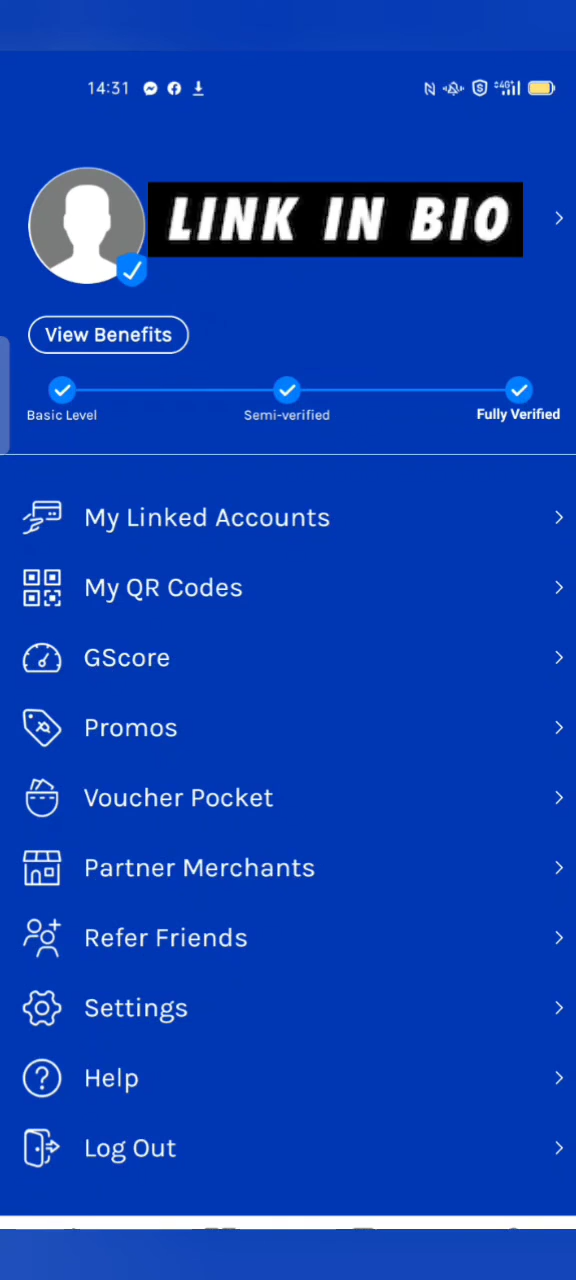 14:31
4G+
LINK IN BIO
View Benefits
Basic Level
Semi-verified
Fully Verified
My Linked Accounts
My QR Codes
GScore
Promos
Voucher Pocket
Partner Merchants
Refer Friends
Settings
Help
Log Out